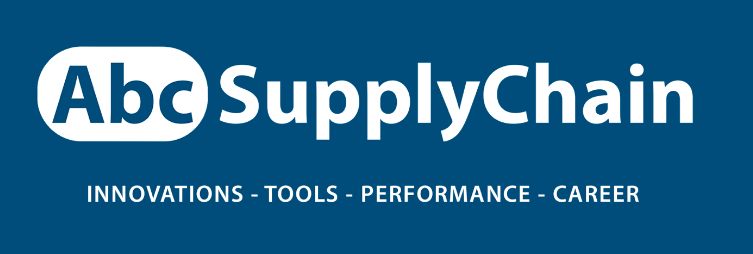 AbcSupplyChain
INNOVATIONS - TOOLS - PERFORMANCE - CAREER